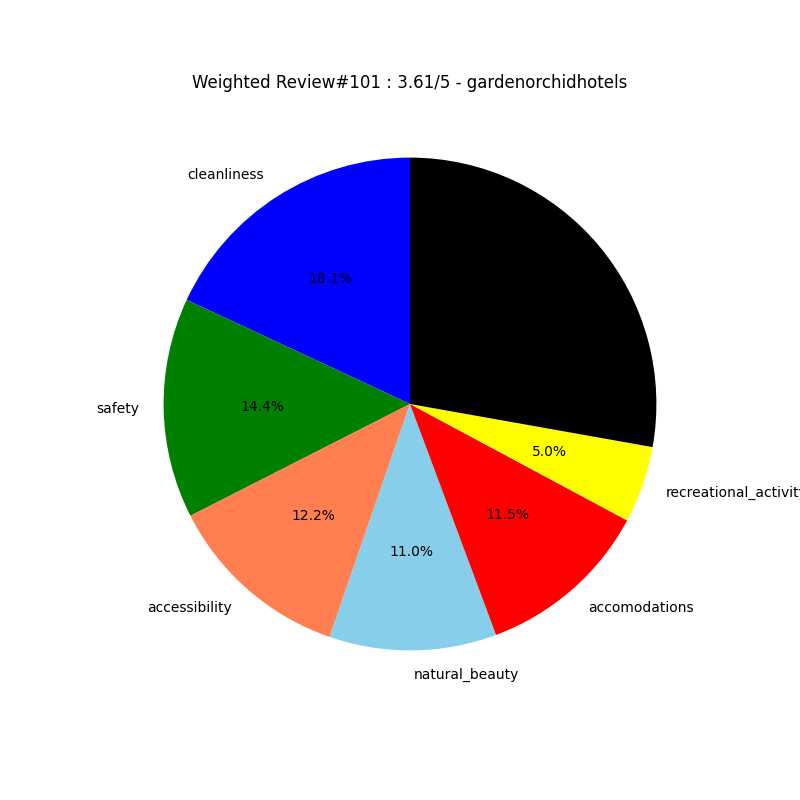 Weighted Review#101 : 3.61/5 - gardenorchidhotels
cleanliness
18.1%
safety
14.4%
5.0%
recreational_activity
12.2%
11.5%
11.0%
accessibility
accomodations
natural_beauty